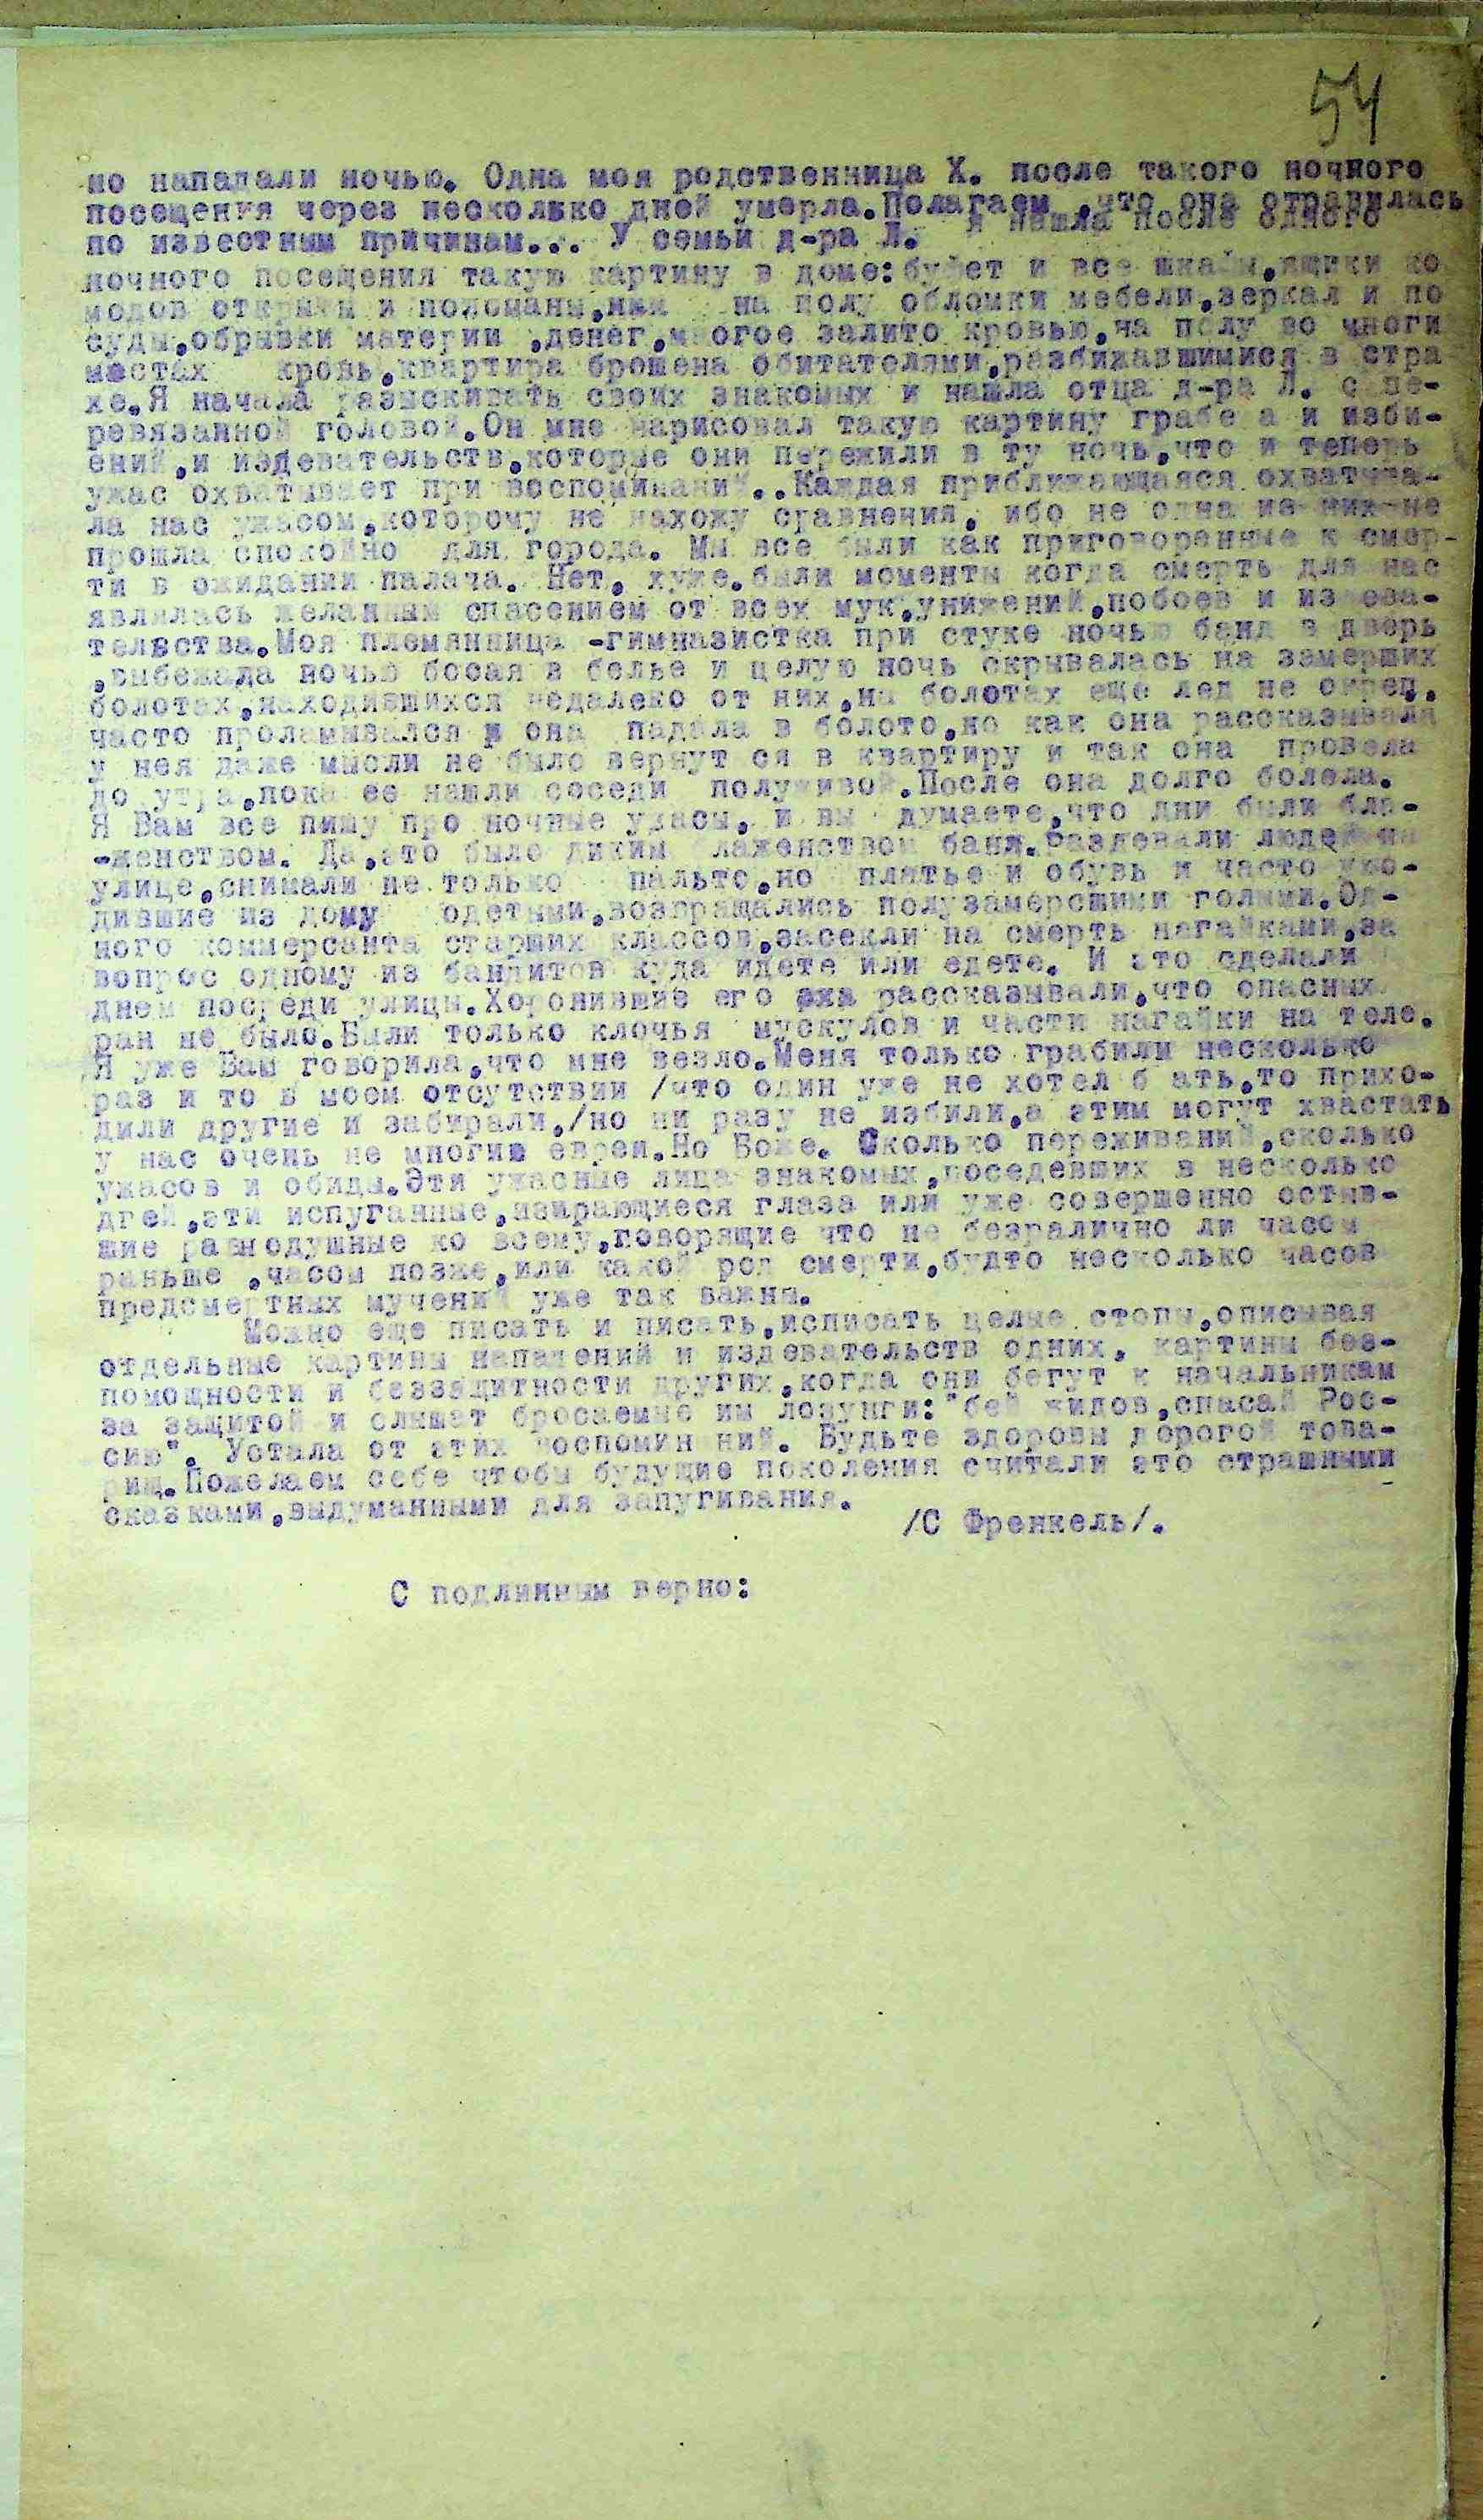 54
но нападали ночью. Одна моя родственница Х. после такого ночного
посещения через несколько дней умерла.Полагаем ,что она отравилась
по известным причинам... У семьи д-ра Л. Я нашла после одного
ночного посещения такую картину в доме:буфет и все шкафы,ящики ко
модов открыты и поломаны, на полу обломки мебели,зеркал и по
суды,обрывки материи ,денег,многое залито кровью,на полу во многи
местах кровь,квартира брошена обитателями,разбижавшимися в стра
хе.Я начала разыскивать своих знакомых и нашла отца д-ра Л. с пе-
ревязанной головой.Он мне нарисовал такую картину грабежа и изби-
ений,и издевательств,которые они пережили в ту ночь,что и теперь
ужас охватывает при воспоминании..Каждая приближающаяся охватыва-
ла нас ужасом,которому не нахожу сравнения, ибо не одна из них не
прошла спокойно для города. Мы все были как приговоренные к смер-
ти в ожидании палача. Нет, хуже.были моменты когда смерть для нас
являлась желанным спасением от всех мук,унижений,побоев и издева-
тельства.Моя племянница -гимназистка при стуке ночью банд в дверь
,выбежала ночью босая в белье и целую ночь скрывалась на замерших
болотах,находившихся недалеко от них,на болотах еще лед не окреп,
часто проламывался и она падала в болото,но как она рассказывала
у нея даже мысли не было вернут ся в квартиру и так она провела
до утра,пока ее нашли соседи полуживой.После она долго болела.
Я Вам все пишу про ночные ужасы, и вы думаете,что дни были бла-
-женством. Да,это было диким лаженством банд.Раздевали людей на
улице,снимали не только пальто,но платье и обувь и часто ухо-
дившие из дому одетыми,возвращались полузамерсшими голыми.Од-
ного коммерсанта старших классов,засекли на смерть нагайками,за
вопрос одному из бандитов куда идете или едете. И это сделали
днем посреди улицы.Хоронившие его рассказывали,что опасных
ран не было.Были только клочья мускулов и части нагайки на теле.
Я уже Вам говорила,что мне везло.Меня только грабили несколько
раз и то в моем отсутствии /что один уже не хотел б ать,то прихо-
дили другие и забирали,/но ни разу не избили,а этим могут хвастать
у нас очень не многие евреи.Но Боже. Сколько переживаний,сколько
ужасов и обиды.Эти ужасные лица знакомых,поседевших в несколько
дней,эти испуганные,взирающиеся глаза или уже совершенно остыв-
шие равнодушные ко всему,говорящие что не безралично ли часом
раньше ,часом позже,или какой род смерти,будто несколько часов
предсмертных мучений уже так важны.
Можно еще писать и писать,исписать целые стопы,описывая
отдельные картины нападений и издевательств одних, картины без-
помощности и беззащитности других,когда они бегут к начальникам
за защитой и слышат бросаемые им лозунги:"бей жидов,спасай Рос-
сию". Устала от этих воспомин ний. Будьте здоровы дорогой това-
рищ.Пожелаем себе чтобы будущие поколения считали это страшными
сказками,выдуманными для запугивания.
/С Френкель/.
С подлинным верно: